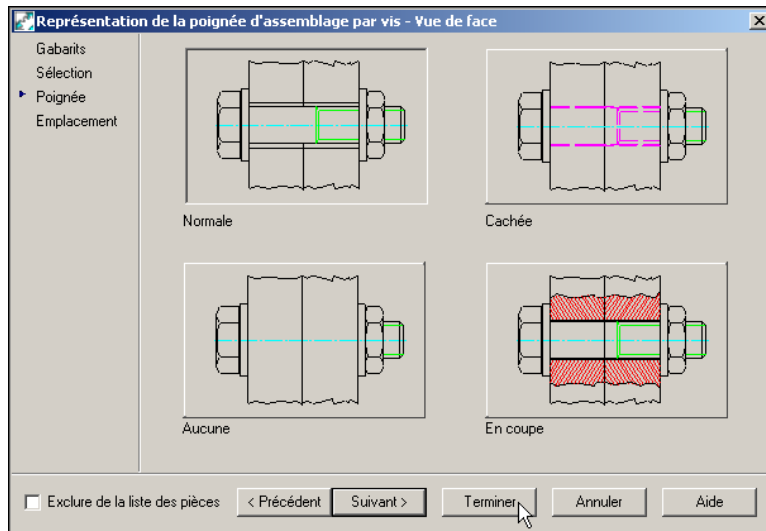 Représentation de la poignée d'assemblage par vis - Vue de face
Gabarits
Sélection
Poignée
Emplacement
Normale
Cachée
Aucune
En coupe
Exclure de la liste des pièces
< Précédent
Suivant >
Terminer
Annuler
Aide